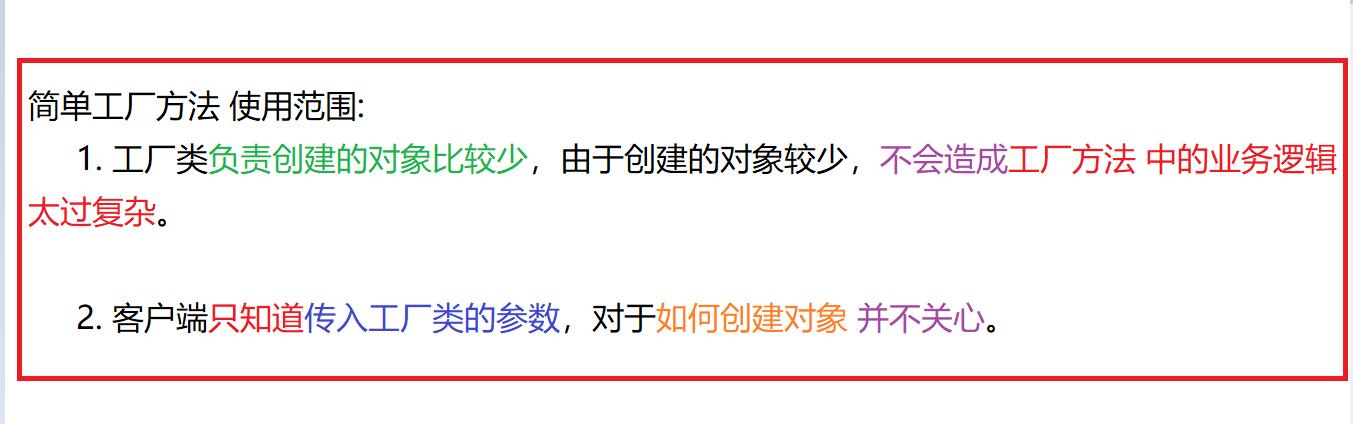 简单工厂方法 使用范围:
1. 工厂类负责创建的对象比较少，由于创建的对象较少，不会造成工厂方法 中的业务逻辑
太过复杂。
2. 客户端只知道传入工厂类的参数，对于如何创建对象 并不关心。